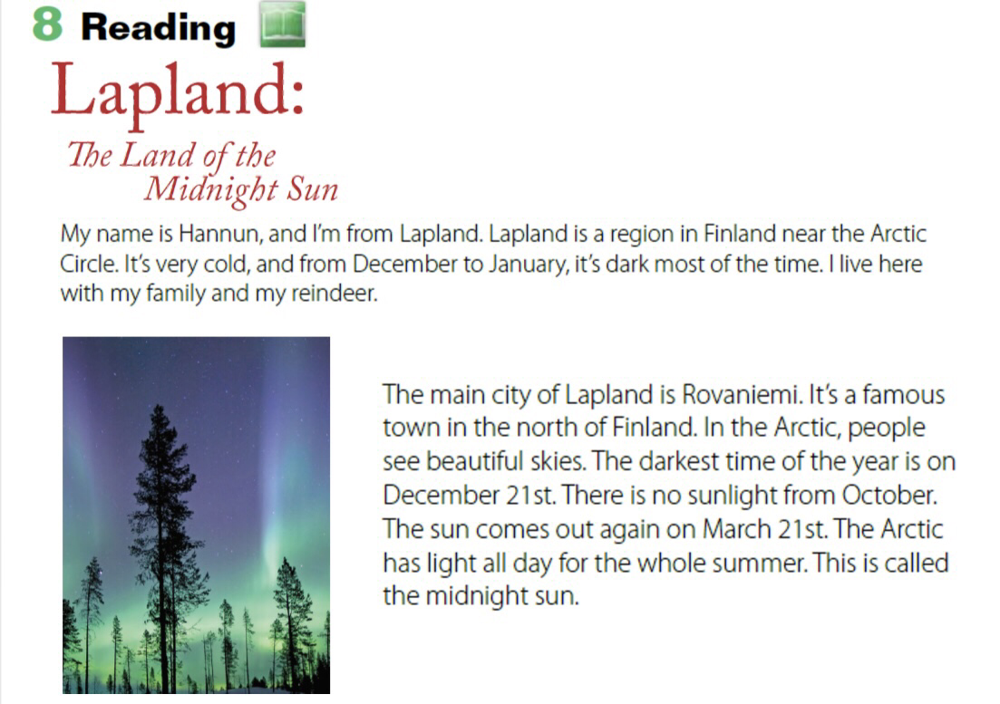 8 Reading
Lapland:
The Land of the
Midnight Sun
My name is Hannun, and I'm from Lapland. Lapland is a region in Finland near the Arctic
Circle. It's very cold, and from December to January, it's dark most of the time. I live here
with my family and my reindeer.
The main city of Lapland is Rovaniemi. It's a famous
town in the north of Finland. In the Arctic, people
see beautiful skies. The darkest time of the year is on
December 21st. There is no sunlight from October.
The sun comes out again on March 21st. The Arctic
has light all day for the whole summer. This is called
the midnight sun.